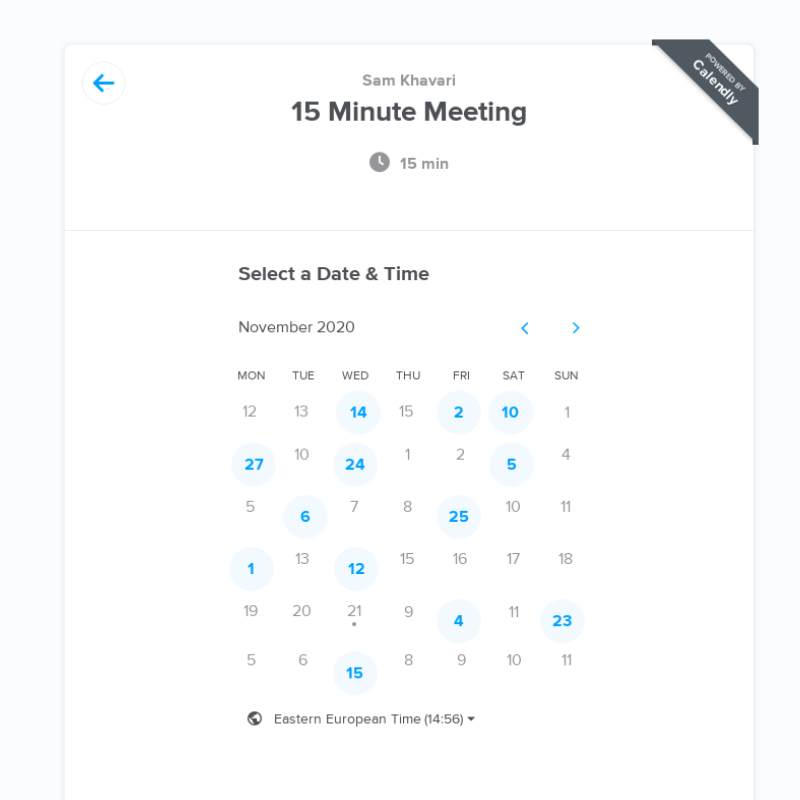 Sam Khavari
15 Minute Meeting
15 min
POWERED BY
Calendly
Select a Date & Time
November 2020
MON TUE WED THU FRI SAT SUN
12 13 14 15 2 10 1
27 10 24 1 2 5 4
5 6 7 8 25 10 11
1 13 12 15 16 17 18
19 20 21 9 4 11 23
5 6 15 8 9 10 11
Eastern European Time (14:56)